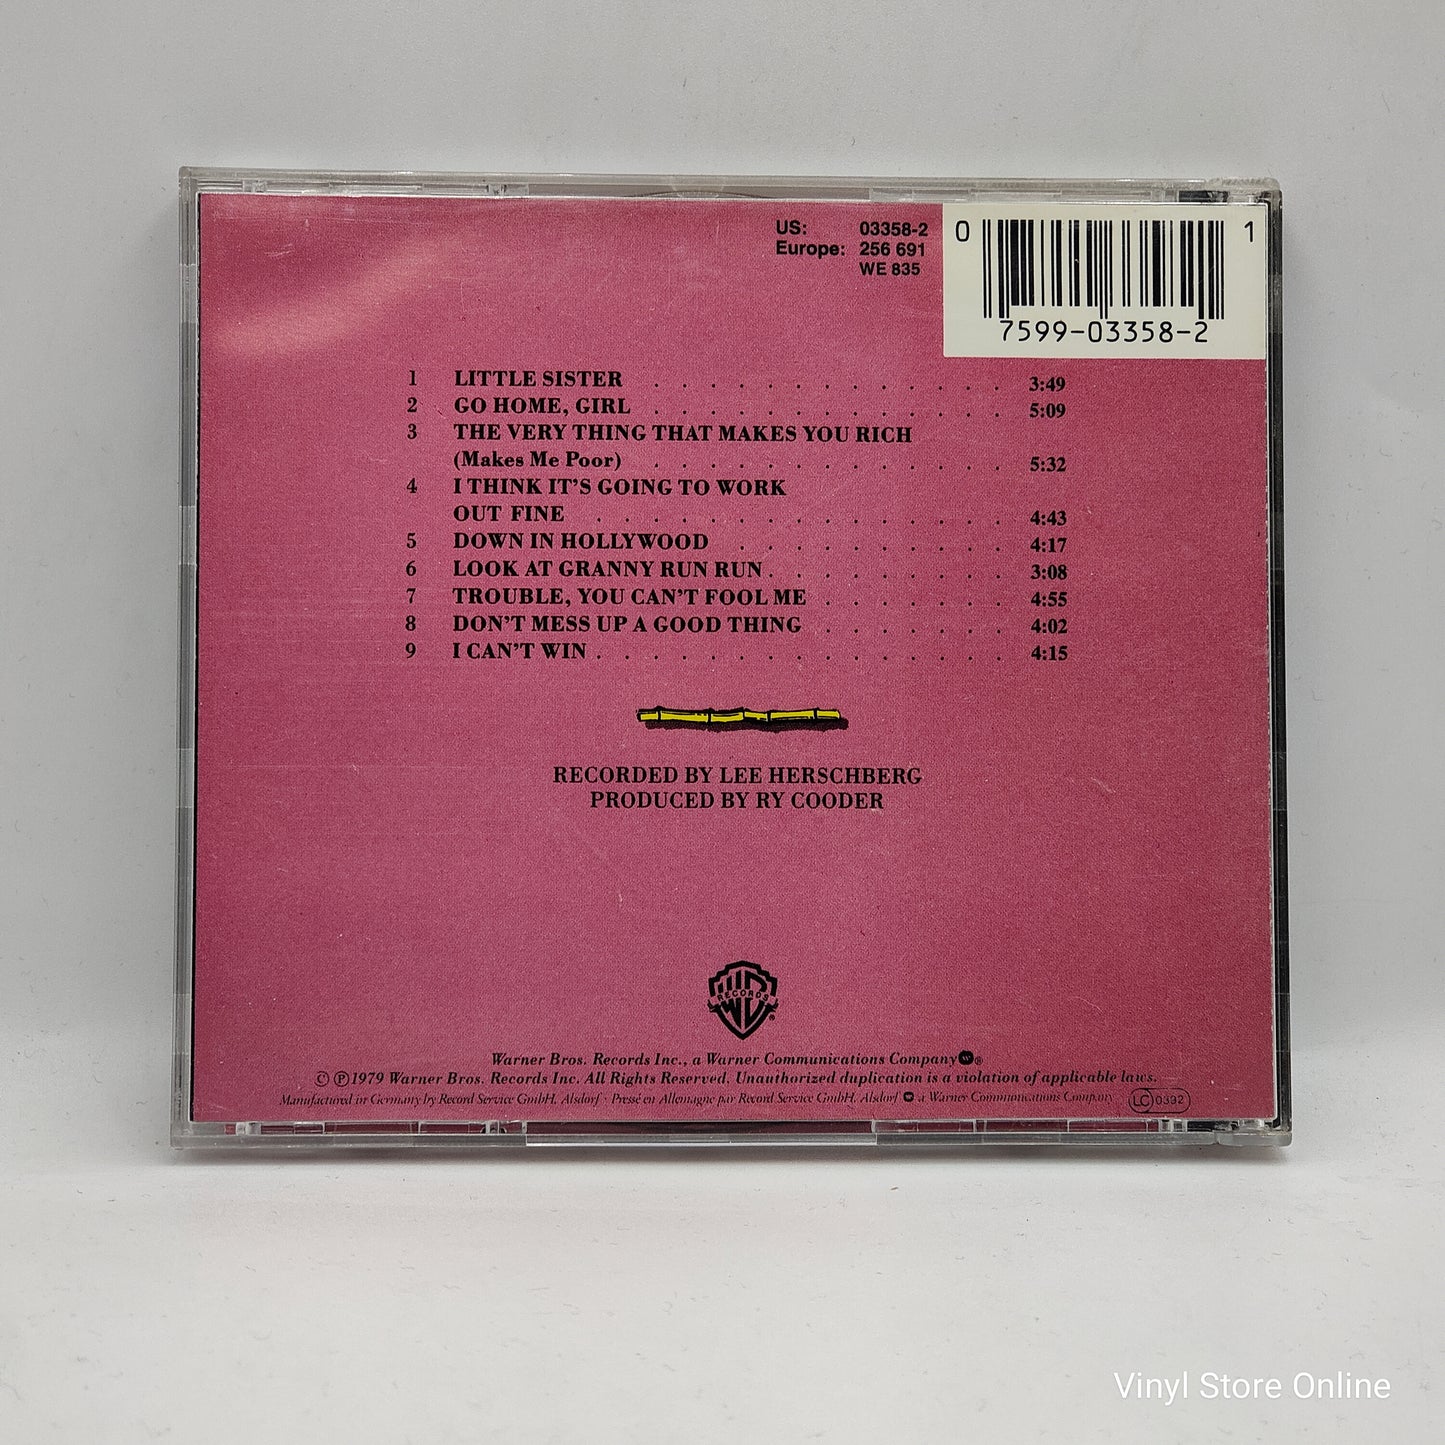 US: 03358-2
Europe: 256 691
WE 835
0 1
7599-03358-2
1 LITTLE SISTER . . . . . . . . . . . . . 3:49
2 GO HOME, GIRL . . . . . . . . . . . . . 5:09
3 THE VERY THING THAT MAKES YOU RICH
(Makes Me Poor) . . . . . . . . . . . . . 5:32
4 I THINK IT'S GOING TO WORK
OUT FINE . . . . . . . . . . . . . . . 4:43
5 DOWN IN HOLLYWOOD . . . . . . . . . . 4:17
6 LOOK AT GRANNY RUN RUN . . . . . . . . . 3:08
7 TROUBLE, YOU CAN'T FOOL ME . . . . . . . 4:55
8 DON'T MESS UP A GOOD THING . . . . . . . 4:02
9 I CAN'T WIN . . . . . . . . . . . . . . . 4:15
RECORDED BY LEE HERSCHBERG
PRODUCED BY RY COODER
WB RECORDS ®
Warner Bros. Records Inc., a Warner Communications Company ®
© ℗ 1979 Warner Bros. Records Inc. All Rights Reserved. Unauthorized duplication is a violation of applicable laws.
Manufactured in Germany by Record Service GmbH, Alsdorf · Pressé en Allemagne par Record Service GmbH, Alsdorf a Warner Communications Company LC 0392
Vinyl Store Online